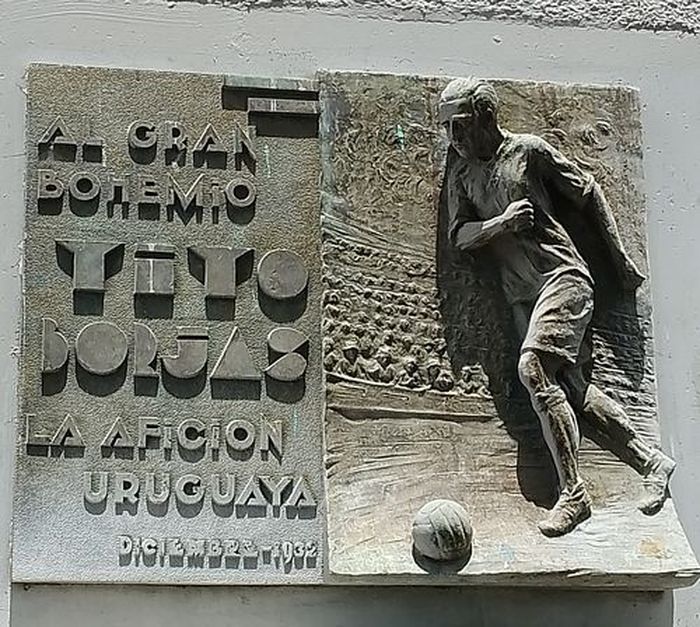 AL GRAN
BOHEMIO
TITO
BORJAS
LA AFICION
URUGUAYA
DICIEMBRE-1932